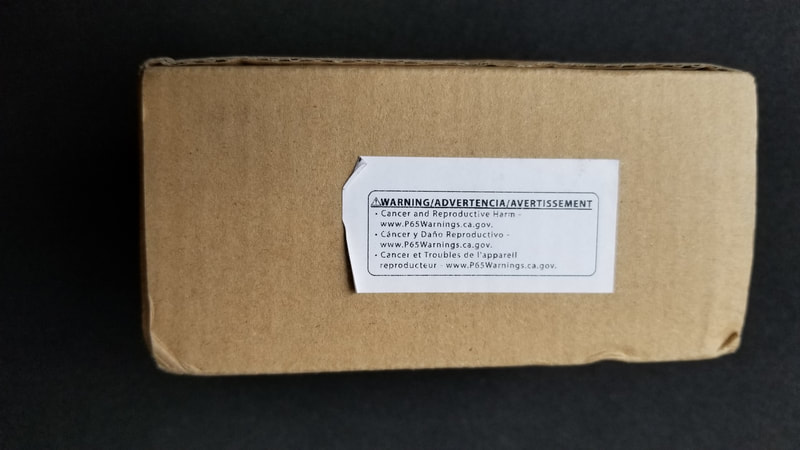 ⚠WARNING/ADVERTENCIA/AVERTISSEMENT
• Cancer and Reproductive Harm -
www.P65Warnings.ca.gov.
• Cáncer y Daño Reproductivo -
www.P65Warnings.ca.gov.
• Cancer et Troubles de l'appareil
reproducteur - www.P65Warnings.ca.gov.